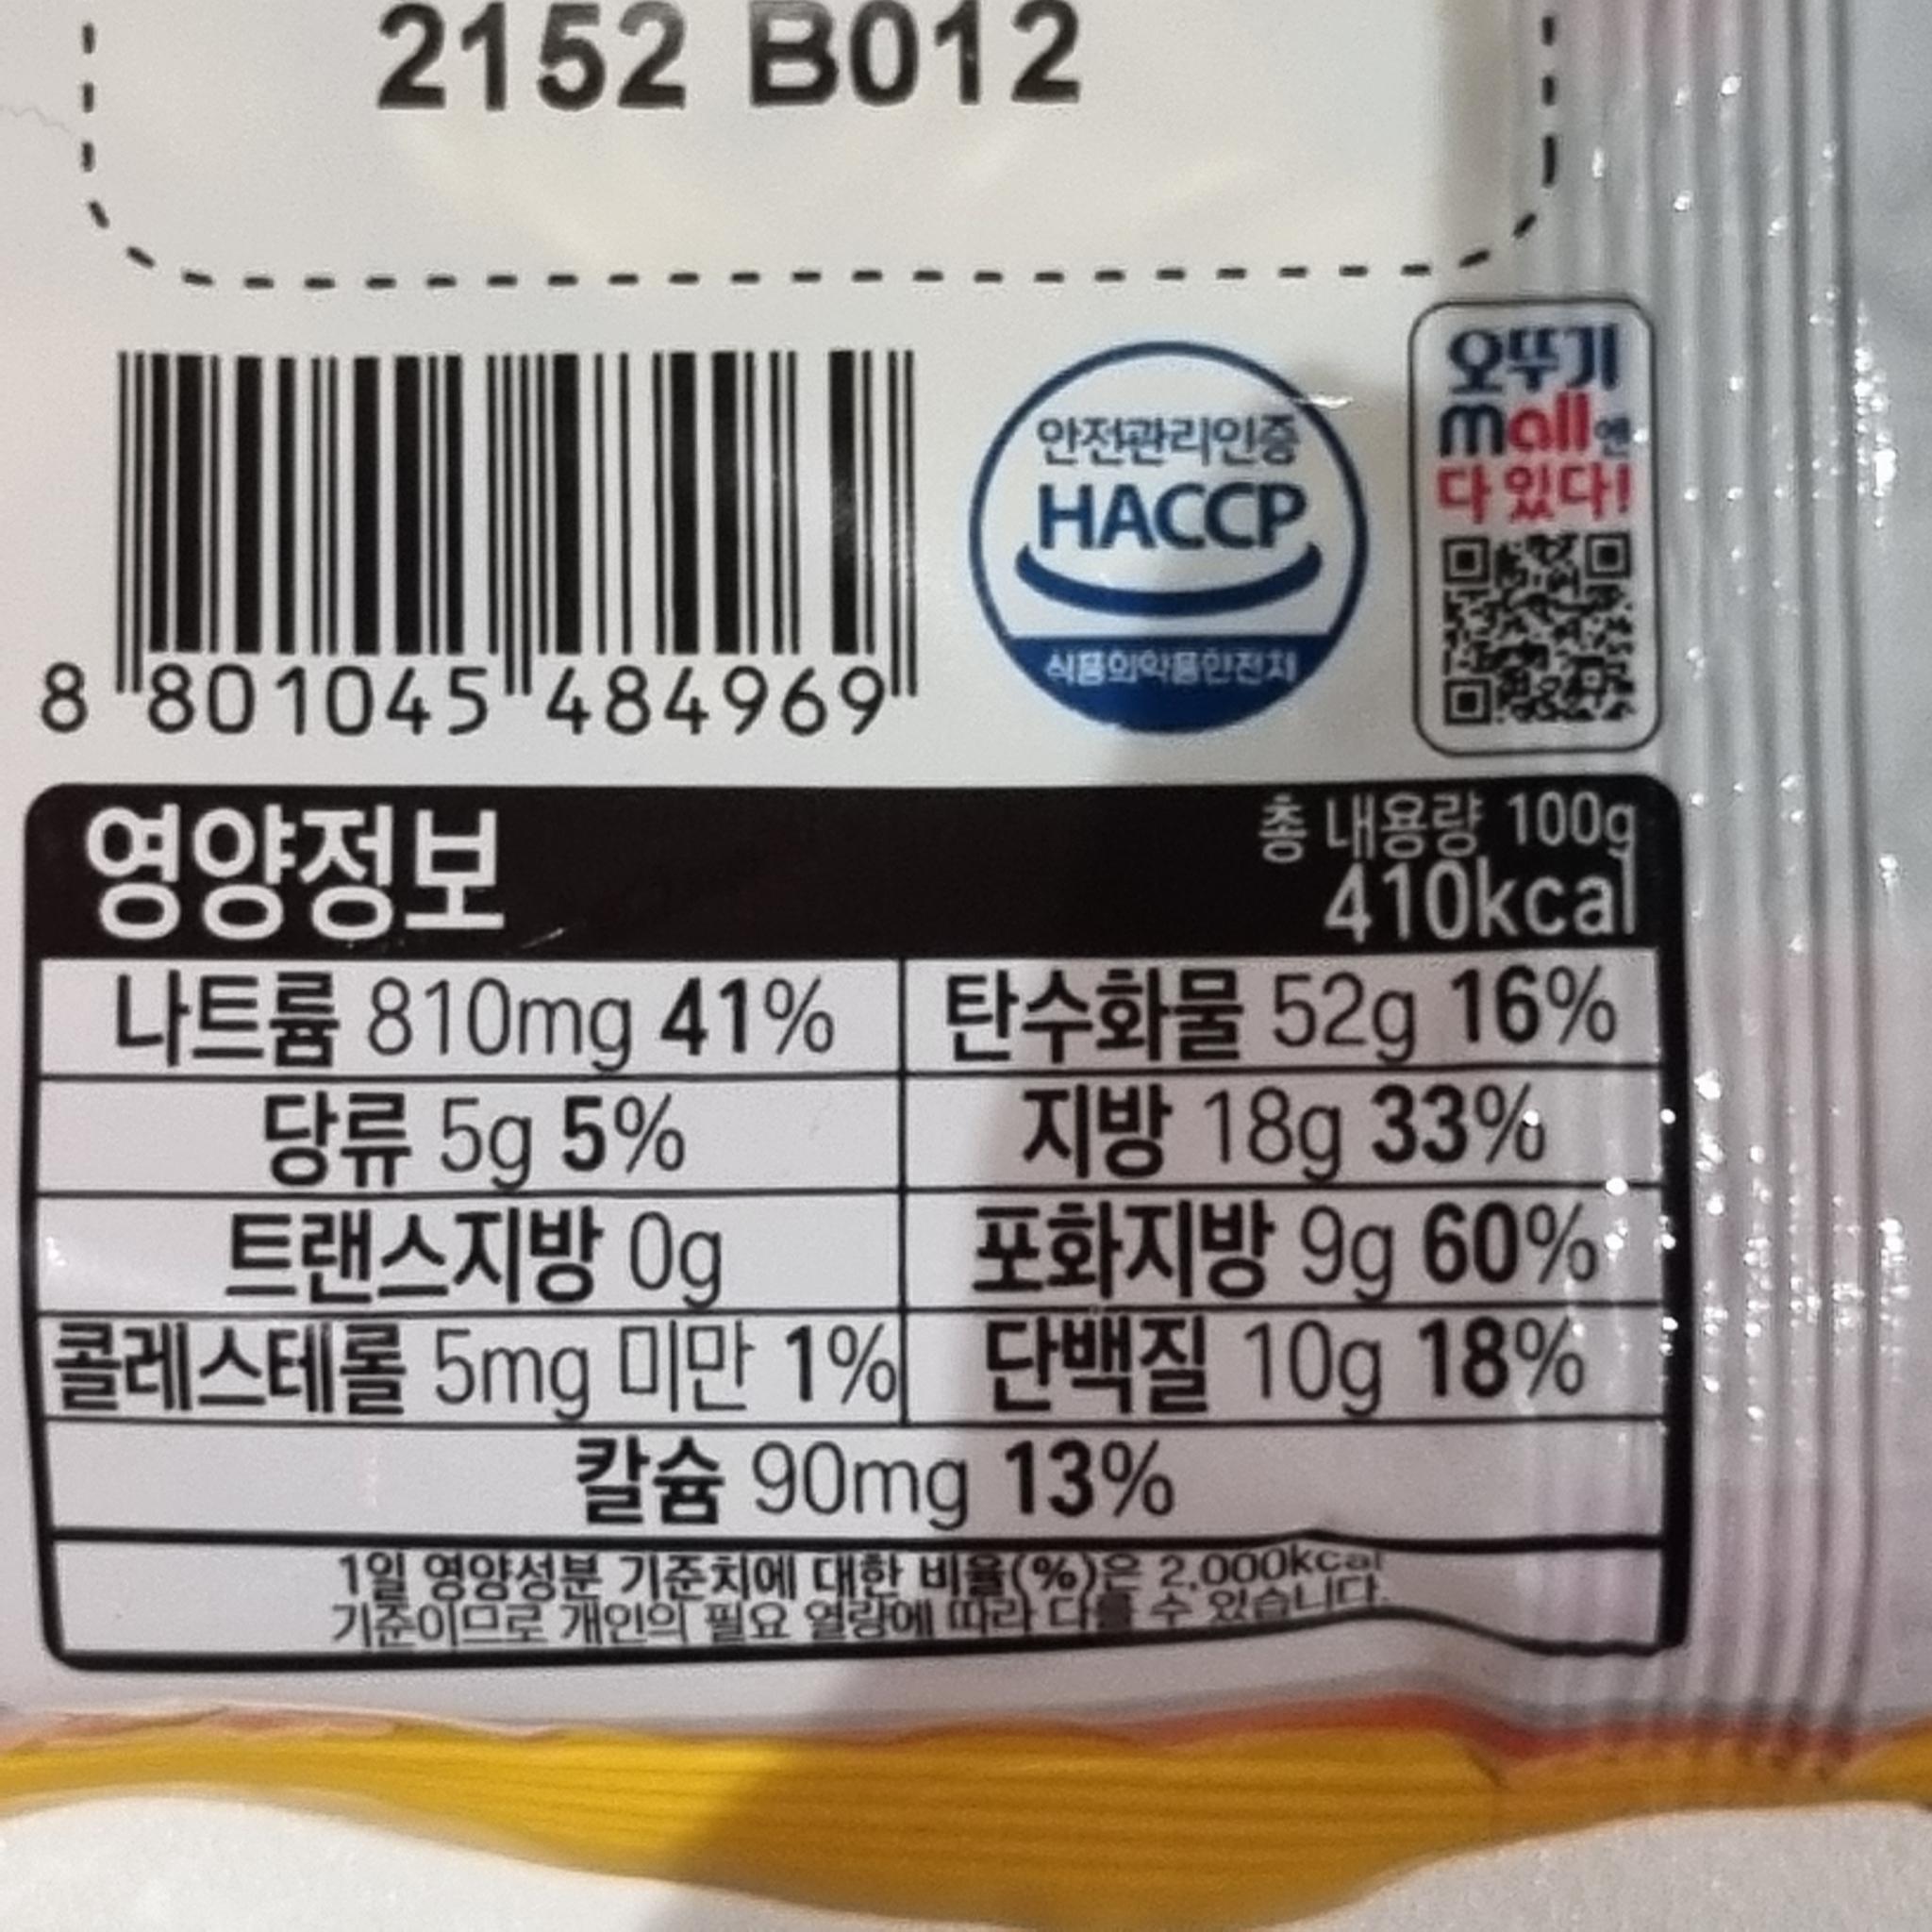 2152 B012
오뚜기
mall엔
다 있다!
안전관리인증
HACCP
식품의약품안전처
8 801045 484969
영양정보
총 내용량 100g
410kcal
나트륨 810mg 41%
탄수화물 52g 16%
당류 5g 5%
지방 18g 33%
트랜스지방 0g
포화지방 9g 60%
콜레스테롤 5mg 미만 1%
단백질 10g 18%
칼슘 90mg 13%
1일 영양성분 기준치에 대한 비율(%)은 2,000kcal
기준이므로 개인의 필요 열량에 따라 다를 수 있습니다.